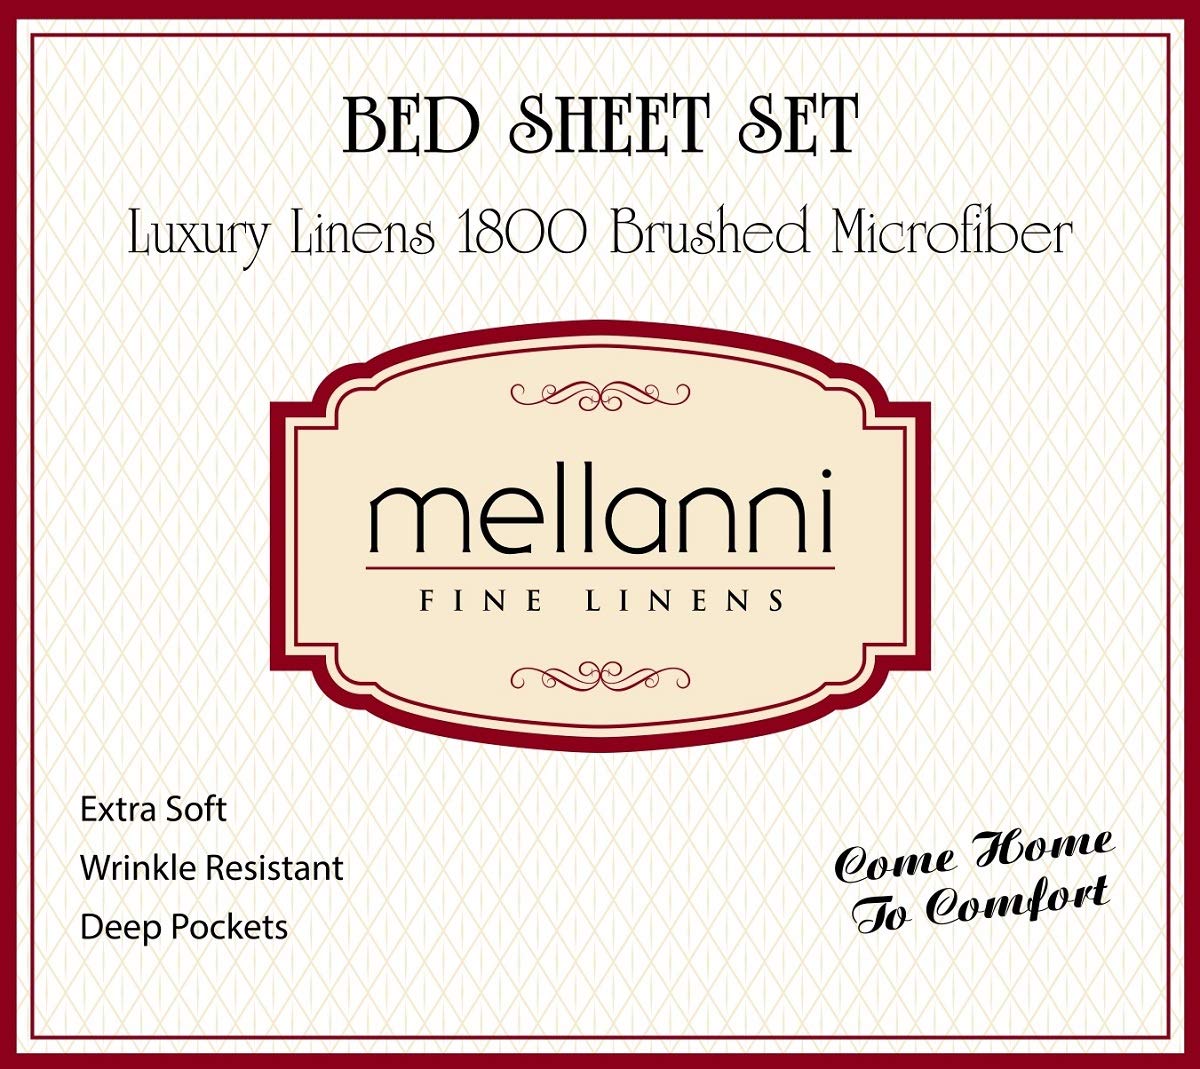 BED SHEET SET
Luxury Linens 1800 Brushed Microfiber
mellanni
FINE LINENS
Extra Soft
Wrinkle Resistant
Deep Pockets
Come Home
To Comfort